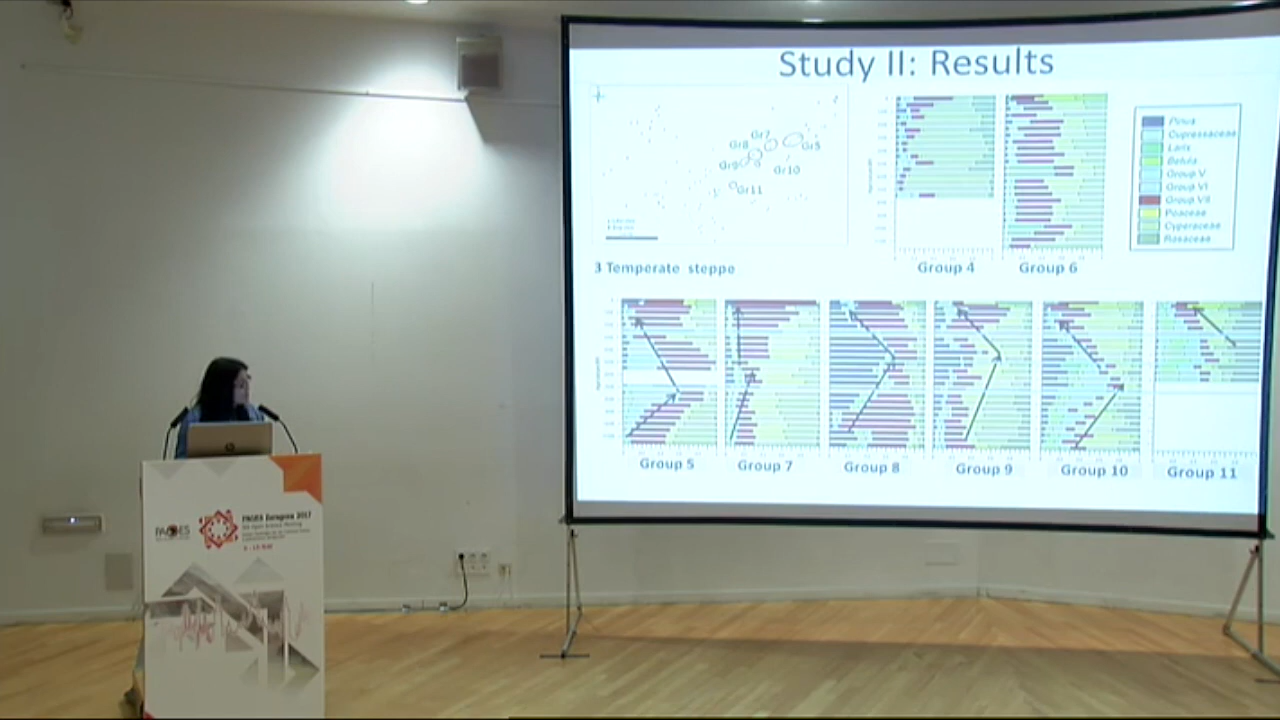 Study II: Results
Gr7
Gr8
Gr5
Gr9
Gr10
Gr11
3 Temperate steppe
Group 4
Group 6
Pinus
Cupressaceae
Larix
Betula
Group V
Group VI
Group VII
Poaceae
Cyperaceae
Rosaceae
Group 5
Group 7
Group 8
Group 9
Group 10
Group 11
PAGES
PAGES Zaragoza 2017